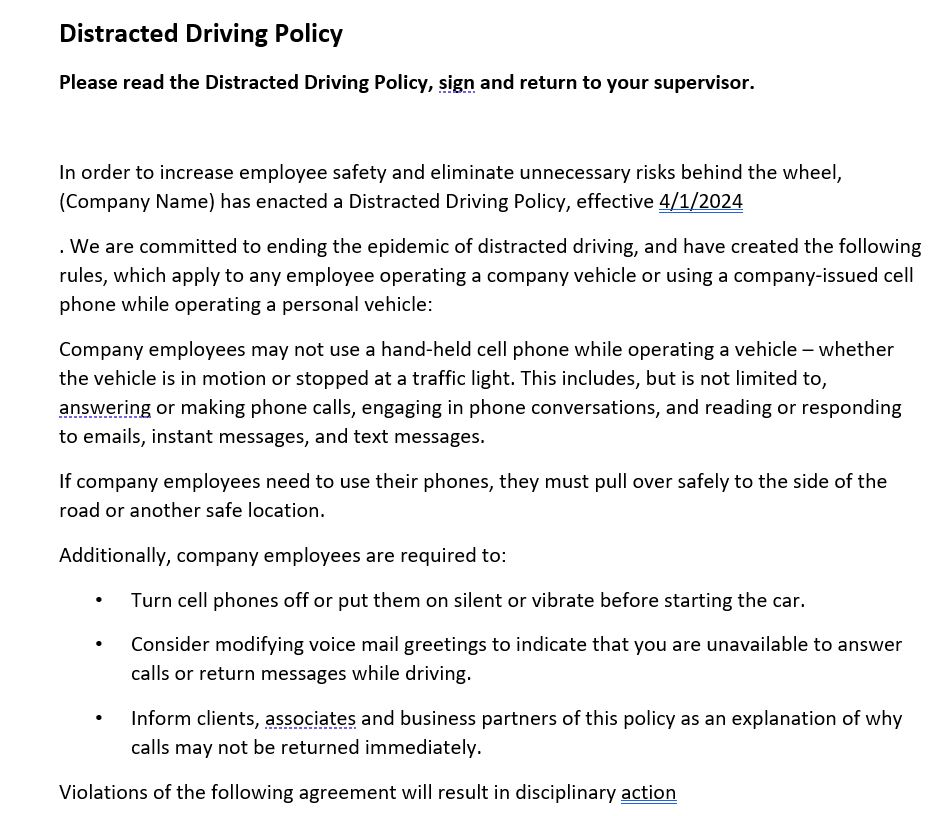 Distracted Driving Policy
Please read the Distracted Driving Policy, sign and return to your supervisor.
In order to increase employee safety and eliminate unnecessary risks behind the wheel,
(Company Name) has enacted a Distracted Driving Policy, effective 4/1/2024
. We are committed to ending the epidemic of distracted driving, and have created the following
rules, which apply to any employee operating a company vehicle or using a company-issued cell
phone while operating a personal vehicle:
Company employees may not use a hand-held cell phone while operating a vehicle – whether
the vehicle is in motion or stopped at a traffic light. This includes, but is not limited to,
answering or making phone calls, engaging in phone conversations, and reading or responding
to emails, instant messages, and text messages.
If company employees need to use their phones, they must pull over safely to the side of the
road or another safe location.
Additionally, company employees are required to:
• Turn cell phones off or put them on silent or vibrate before starting the car.
• Consider modifying voice mail greetings to indicate that you are unavailable to answer
calls or return messages while driving.
• Inform clients, associates and business partners of this policy as an explanation of why
calls may not be returned immediately.
Violations of the following agreement will result in disciplinary action